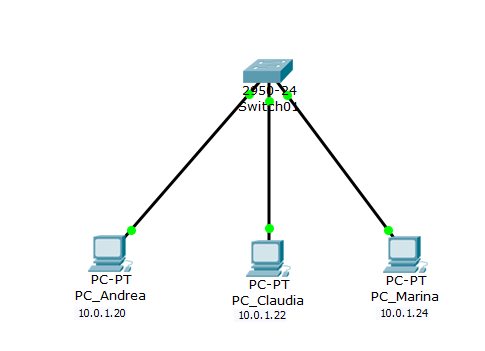 2950-24
Switch01
PC-PT
PC_Andrea
10.0.1.20
PC-PT
PC_Claudia
10.0.1.22
PC-PT
PC_Marina
10.0.1.24